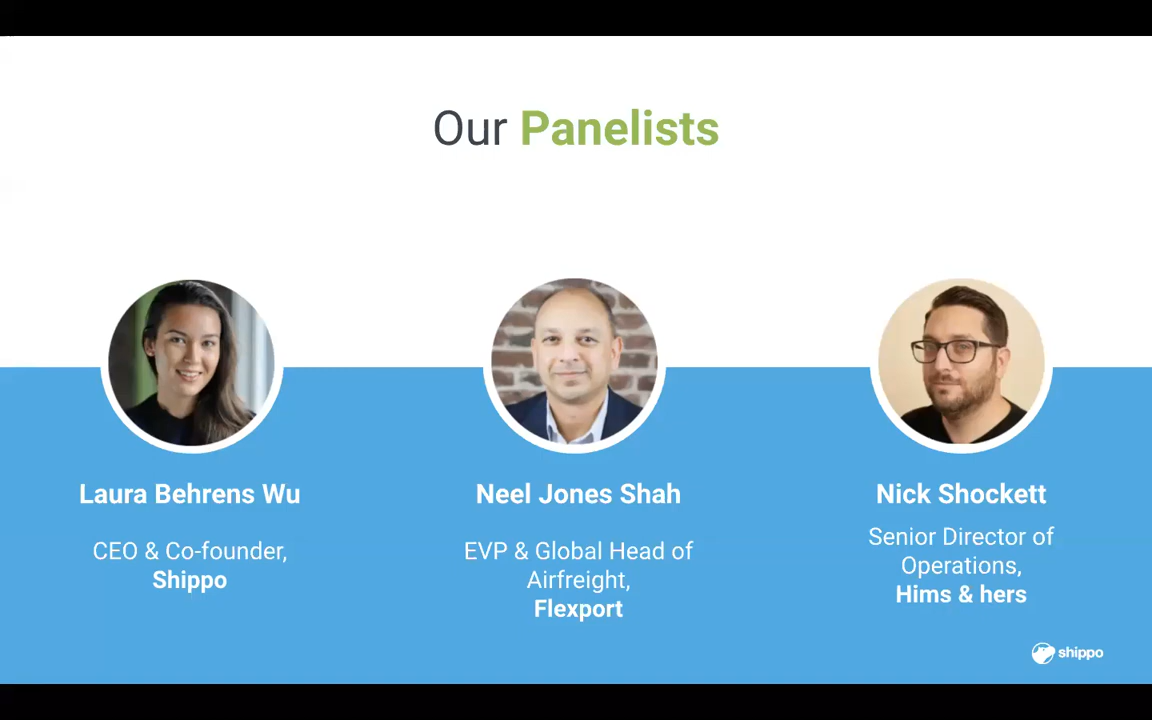 Our Panelists
Laura Behrens Wu
CEO & Co-founder,
Shippo
Neel Jones Shah
EVP & Global Head of
Airfreight,
Flexport
Nick Shockett
Senior Director of
Operations,
Hims & hers
shippo